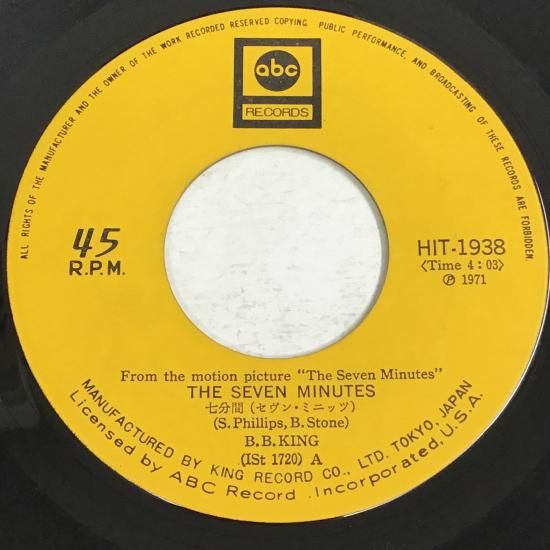 ALL RIGHTS OF THE MANUFACTURER AND THE OWNER OF THE WORK RECORDED RESERVED COPYING, PUBLIC PERFORMANCE, AND BROADCASTING OF THESE RECORDS ARE FORBIDDEN
abc
RECORDS
45
R.P.M.
HIT-1938
〈Time 4:03〉
Ⓟ 1971
From the motion picture “The Seven Minutes”
THE SEVEN MINUTES
七分間(セヴン・ミニッツ)
(S.Phillips, B.Stone)
B.B.KING
(ISt 1720) A
MANUFACTURED BY KING RECORD CO., LTD. TOKYO, JAPAN
Licensed by ABC Record .Incorporated, U.S.A.